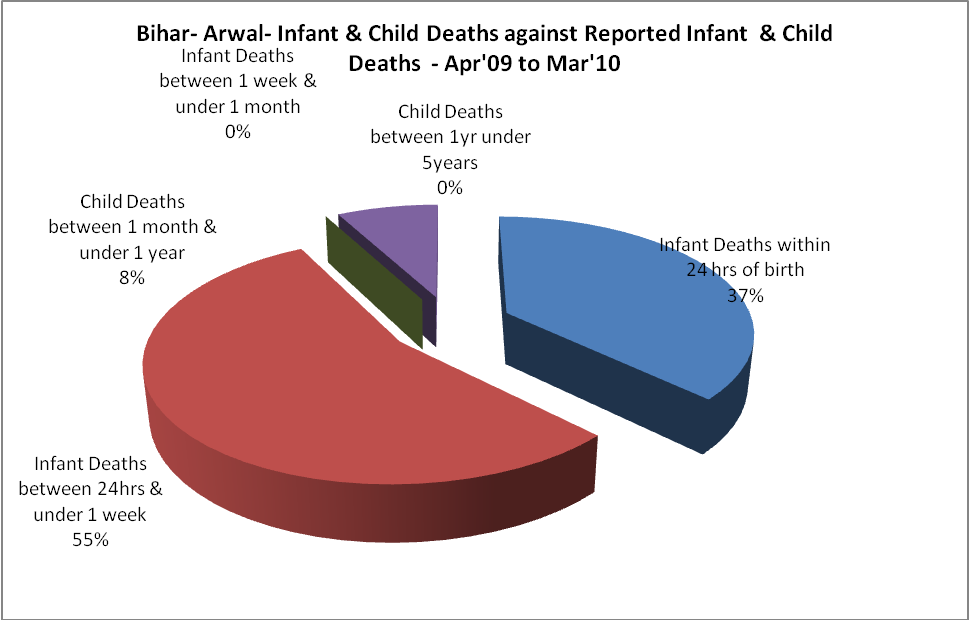 Bihar- Arwal- Infant & Child Deaths against Reported Infant & Child
Deaths - Apr'09 to Mar'10
Infant Deaths
between 1 week &
under 1 month
0%
Child Deaths
between 1yr under
5years
0%
Child Deaths
between 1 month &
under 1 year
8%
Infant Deaths within
24 hrs of birth
37%
Infant Deaths
between 24hrs &
under 1 week
55%